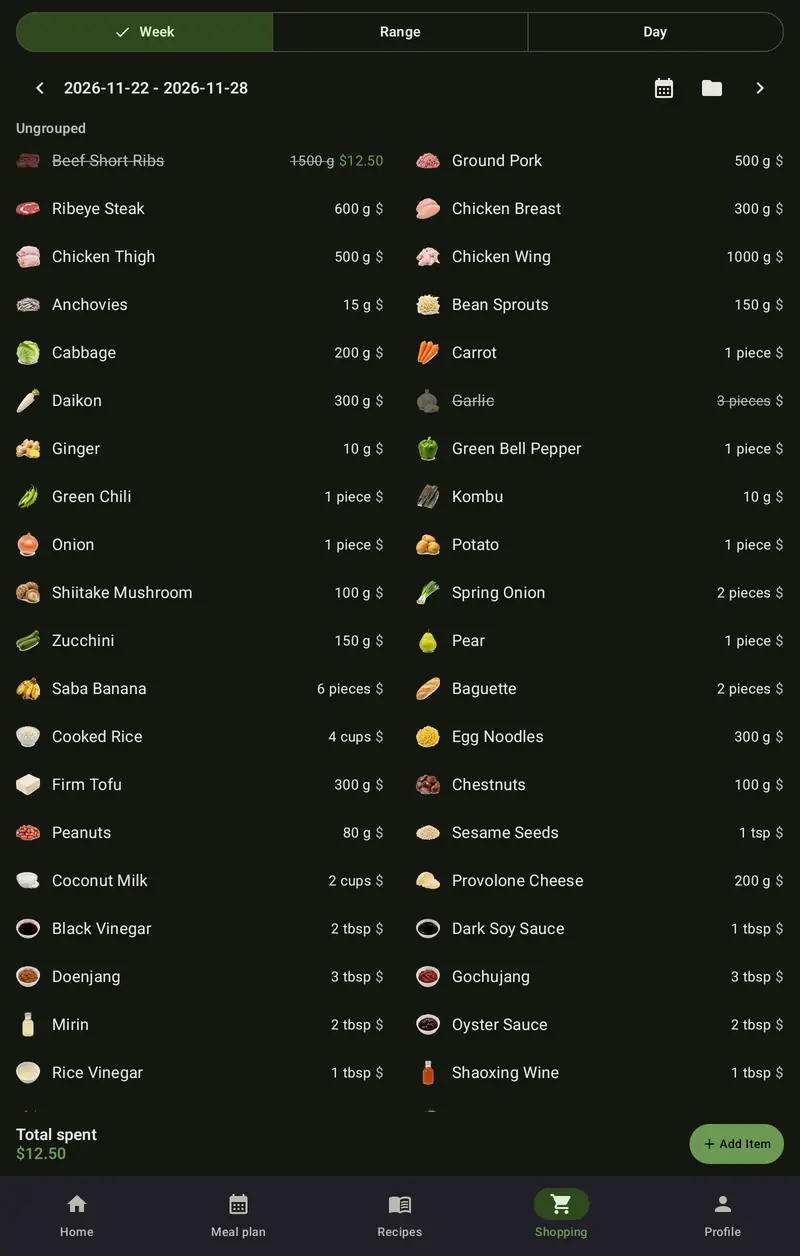 Week
Range
Day
2026-11-22 - 2026-11-28
Ungrouped
Beef Short Ribs 1500 g $12.50
Ground Pork 500 g $
Ribeye Steak 600 g $
Chicken Breast 300 g $
Chicken Thigh 500 g $
Chicken Wing 1000 g $
Anchovies 15 g $
Bean Sprouts 150 g $
Cabbage 200 g $
Carrot 1 piece $
Daikon 300 g $
Garlic 3 pieces $
Ginger 10 g $
Green Bell Pepper 1 piece $
Green Chili 1 piece $
Kombu 10 g $
Onion 1 piece $
Potato 1 piece $
Shiitake Mushroom 100 g $
Spring Onion 2 pieces $
Zucchini 150 g $
Pear 1 piece $
Saba Banana 6 pieces $
Baguette 2 pieces $
Cooked Rice 4 cups $
Egg Noodles 300 g $
Firm Tofu 300 g $
Chestnuts 100 g $
Peanuts 80 g $
Sesame Seeds 1 tsp $
Coconut Milk 2 cups $
Provolone Cheese 200 g $
Black Vinegar 2 tbsp $
Dark Soy Sauce 1 tbsp $
Doenjang 3 tbsp $
Gochujang 3 tbsp $
Mirin 2 tbsp $
Oyster Sauce 2 tbsp $
Rice Vinegar 1 tbsp $
Shaoxing Wine 1 tbsp $
Total spent
$12.50
+ Add Item
Home
Meal plan
Recipes
Shopping
Profile